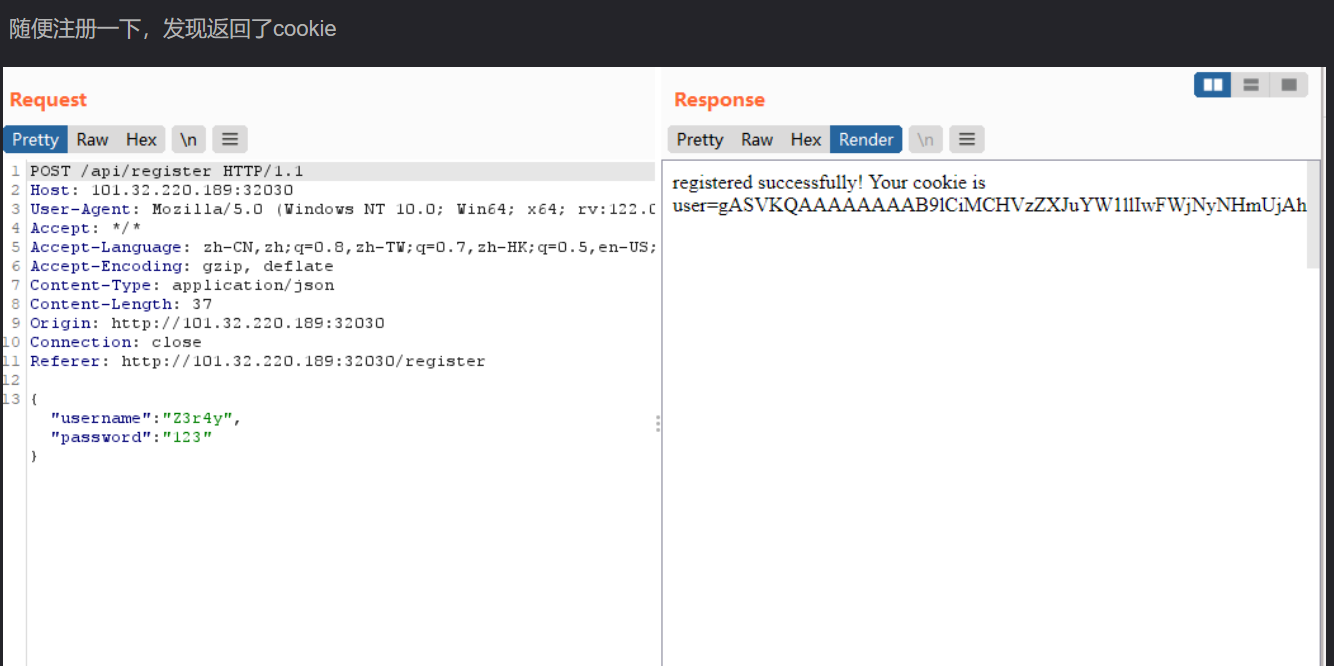 随便注册一下，发现返回了cookie
Request
Response
Pretty Raw Hex \n
Pretty Raw Hex Render \n
1 POST /api/register HTTP/1.1
2 Host: 101.32.220.189:32030
3 User-Agent: Mozilla/5.0 (Windows NT 10.0; Win64; x64; rv:122.0
4 Accept: */*
5 Accept-Language: zh-CN,zh;q=0.8,zh-TW;q=0.7,zh-HK;q=0.5,en-US;
6 Accept-Encoding: gzip, deflate
7 Content-Type: application/json
8 Content-Length: 37
9 Origin: http://101.32.220.189:32030
10 Connection: close
11 Referer: http://101.32.220.189:32030/register
12
13 {
"username":"Z3r4y",
"password":"123"
}
registered successfully! Your cookie is
user=gASVKQAAAAAAAAB9lCiMCHVzZXJuYW1llIwFWjNyNHmUjAh